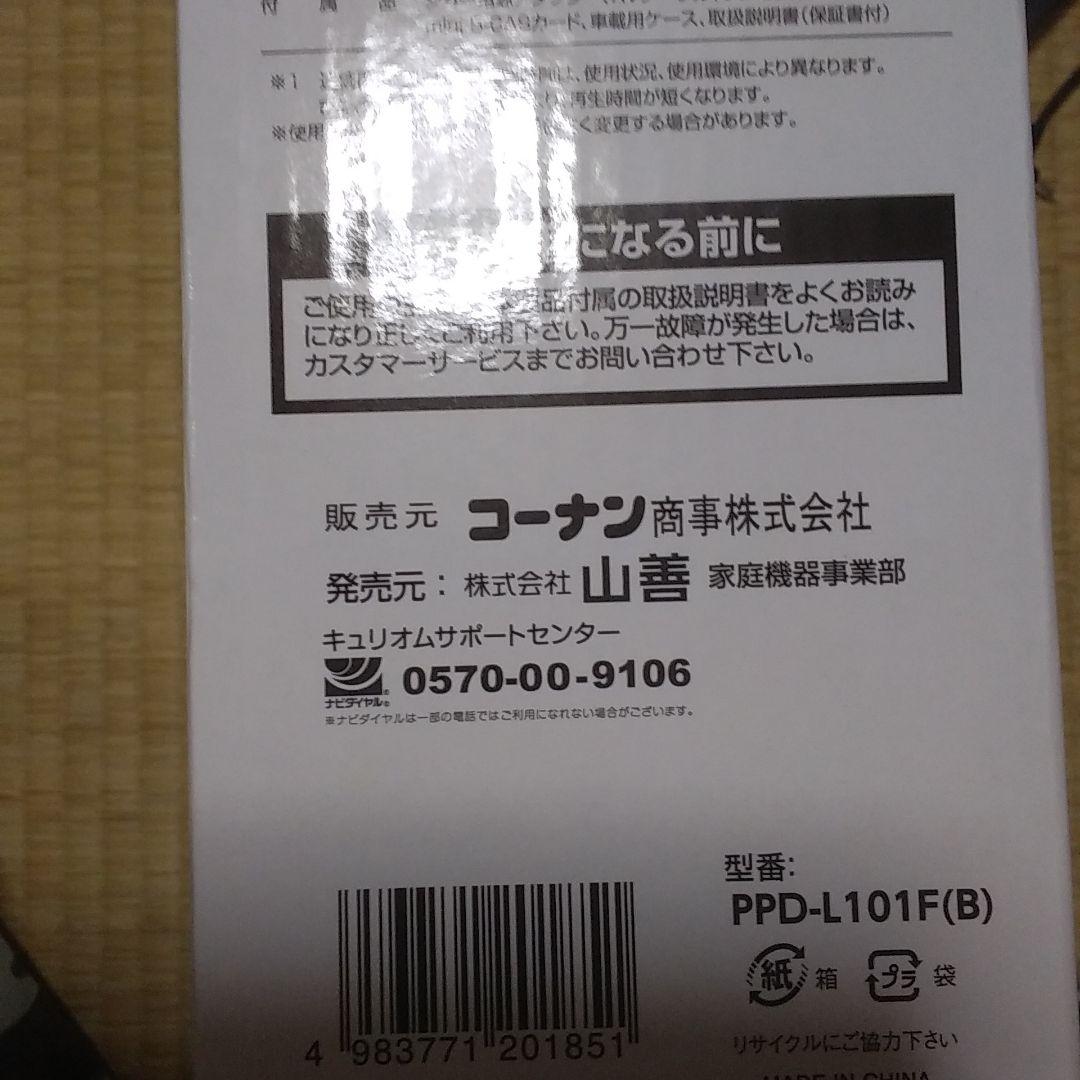 付属
mini B-CASカード、車載用ケース、取扱説明書（保証書付）
※1 は、使用状況、使用環境により異なります。
再生時間が短くなります。
※使用 く変更する場合があります。
になる前に
ご使用 品付属の取扱説明書をよくお読み
になり正しくご利用下さい。万一故障が発生した場合は、
カスタマーサービスまでお問い合わせ下さい。
販売元 コーナン商事株式会社
発売元： 株式会社 山善 家庭機器事業部
キュリオムサポートセンター
ナビダイヤル® 0570-00-9106
※ナビダイヤルは一部の電話ではご利用になれない場合がございます。
型番:
PPD-L101F(B)
紙 箱 プラ 袋
4 983771 201851
リサイクルにご協力下さい
MADE IN CHINA